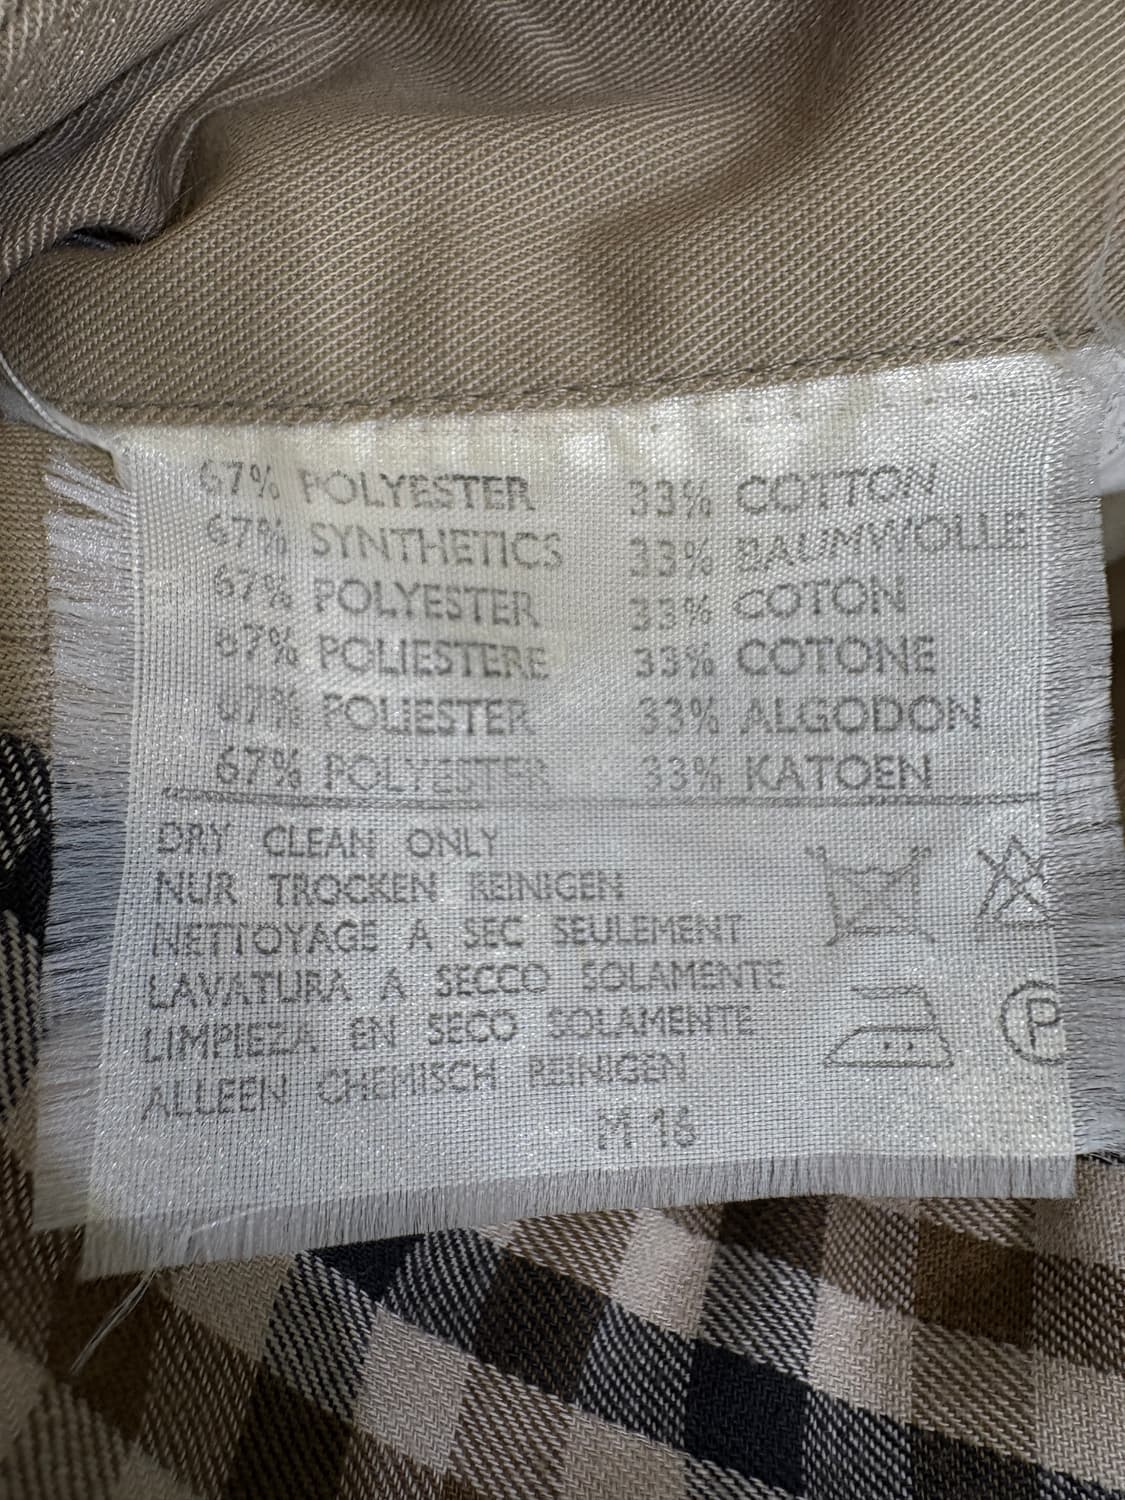 67% POLYESTER 33% COTTON
67% SYNTHETICS 33% BAUMWOLLE
67% POLYESTER 33% COTON
67% POLIESTERE 33% COTONE
67% POLIESTER 33% ALGODON
67% POLYESTER 33% KATOEN
DRY CLEAN ONLY
NUR TROCKEN REINIGEN
NETTOYAGE A SEC SEULEMENT
LAVATURA A SECCO SOLAMENTE
LIMPIEZA EN SECO SOLAMENTE
P
ALLEEN CHEMISCH REINIGEN
M 16